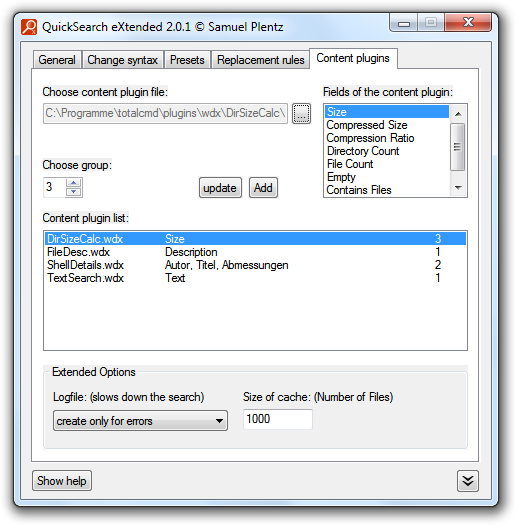 QuickSearch eXtended 2.0.1 © Samuel Plentz
General Change syntax Presets Replacement rules Content plugins
Choose content plugin file:
C:\Programme\totalcmd\plugins\wdx\DirSizeCalc\
...
Fields of the content plugin:
Size
Compressed Size
Compression Ratio
Directory Count
File Count
Empty
Contains Files
Choose group:
3
update Add
Content plugin list:
DirSizeCalc.wdx Size 3
FileDesc.wdx Description 1
ShellDetails.wdx Autor, Titel, Abmessungen 2
TextSearch.wdx Text 1
Extended Options
Logfile: (slows down the search) Size of cache: (Number of Files)
create only for errors 1000
Show help